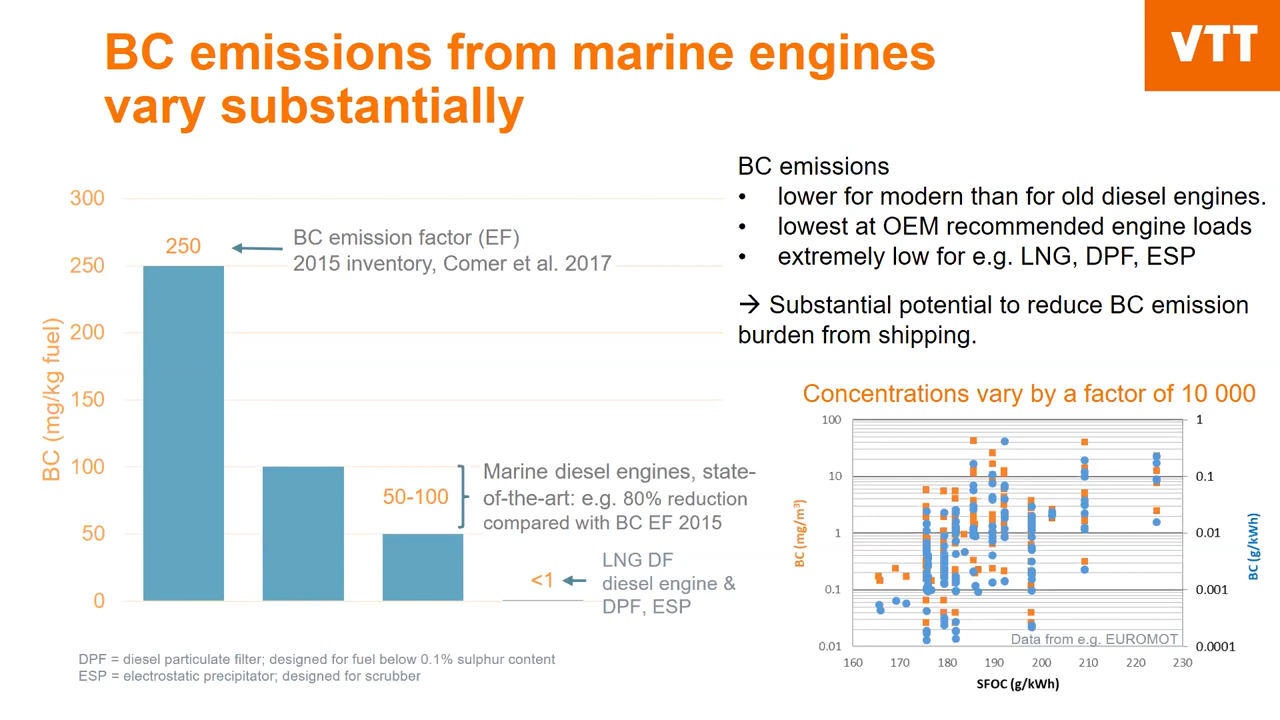 BC emissions from marine engines
vary substantially
VTT
BC emissions
• lower for modern than for old diesel engines.
• lowest at OEM recommended engine loads
• extremely low for e.g. LNG, DPF, ESP
→ Substantial potential to reduce BC emission
burden from shipping.
BC (mg/kg fuel)
300
250
200
150
100
50
0
250
BC emission factor (EF)
2015 inventory, Comer et al. 2017
50-100
Marine diesel engines, state-
of-the-art: e.g. 80% reduction
compared with BC EF 2015
<1
LNG DF
diesel engine &
DPF, ESP
DPF = diesel particulate filter; designed for fuel below 0.1% sulphur content
ESP = electrostatic precipitator; designed for scrubber
Concentrations vary by a factor of 10 000
BC (mg/m³)
100
10
1
0.1
0.01
1
0.1
0.01
0.001
0.0001
BC (g/kWh)
Data from e.g. EUROMOT
160 170 180 190 200 210 220 230
SFOC (g/kWh)